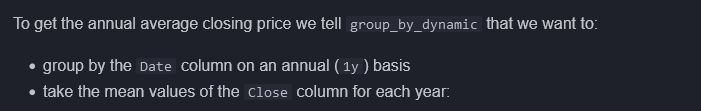 To get the annual average closing price we tell group_by_dynamic that we want to:
• group by the Date column on an annual (1y) basis
• take the mean values of the Close column for each year: